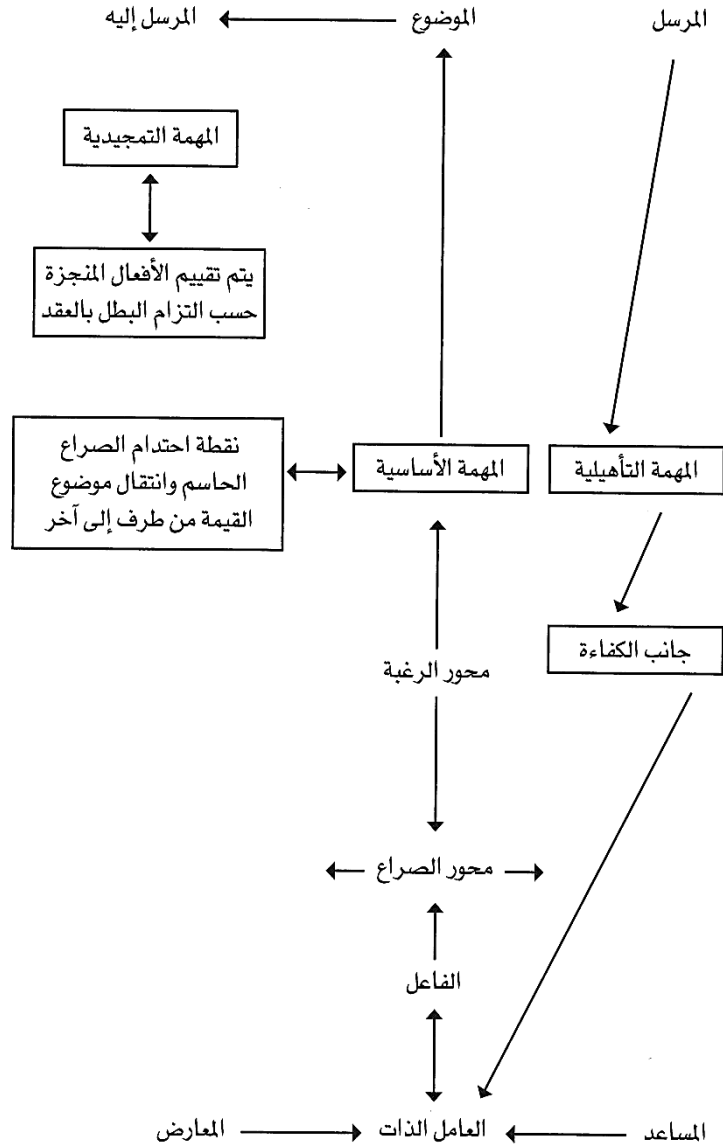 المرسل
الموضوع
المرسل إليه
المهمة التمجيدية
يتم تقييم الأفعال المنجزة
حسب التزام البطل بالعقد
المهمة التأهيلية
المهمة الأساسية
نقطة احتدام الصراع
الحاسم وانتقال موضوع
القيمة من طرف إلى آخر
جانب الكفاءة
محور الرغبة
محور الصراع
الفاعل
المساعد
العامل الذات
المعارض